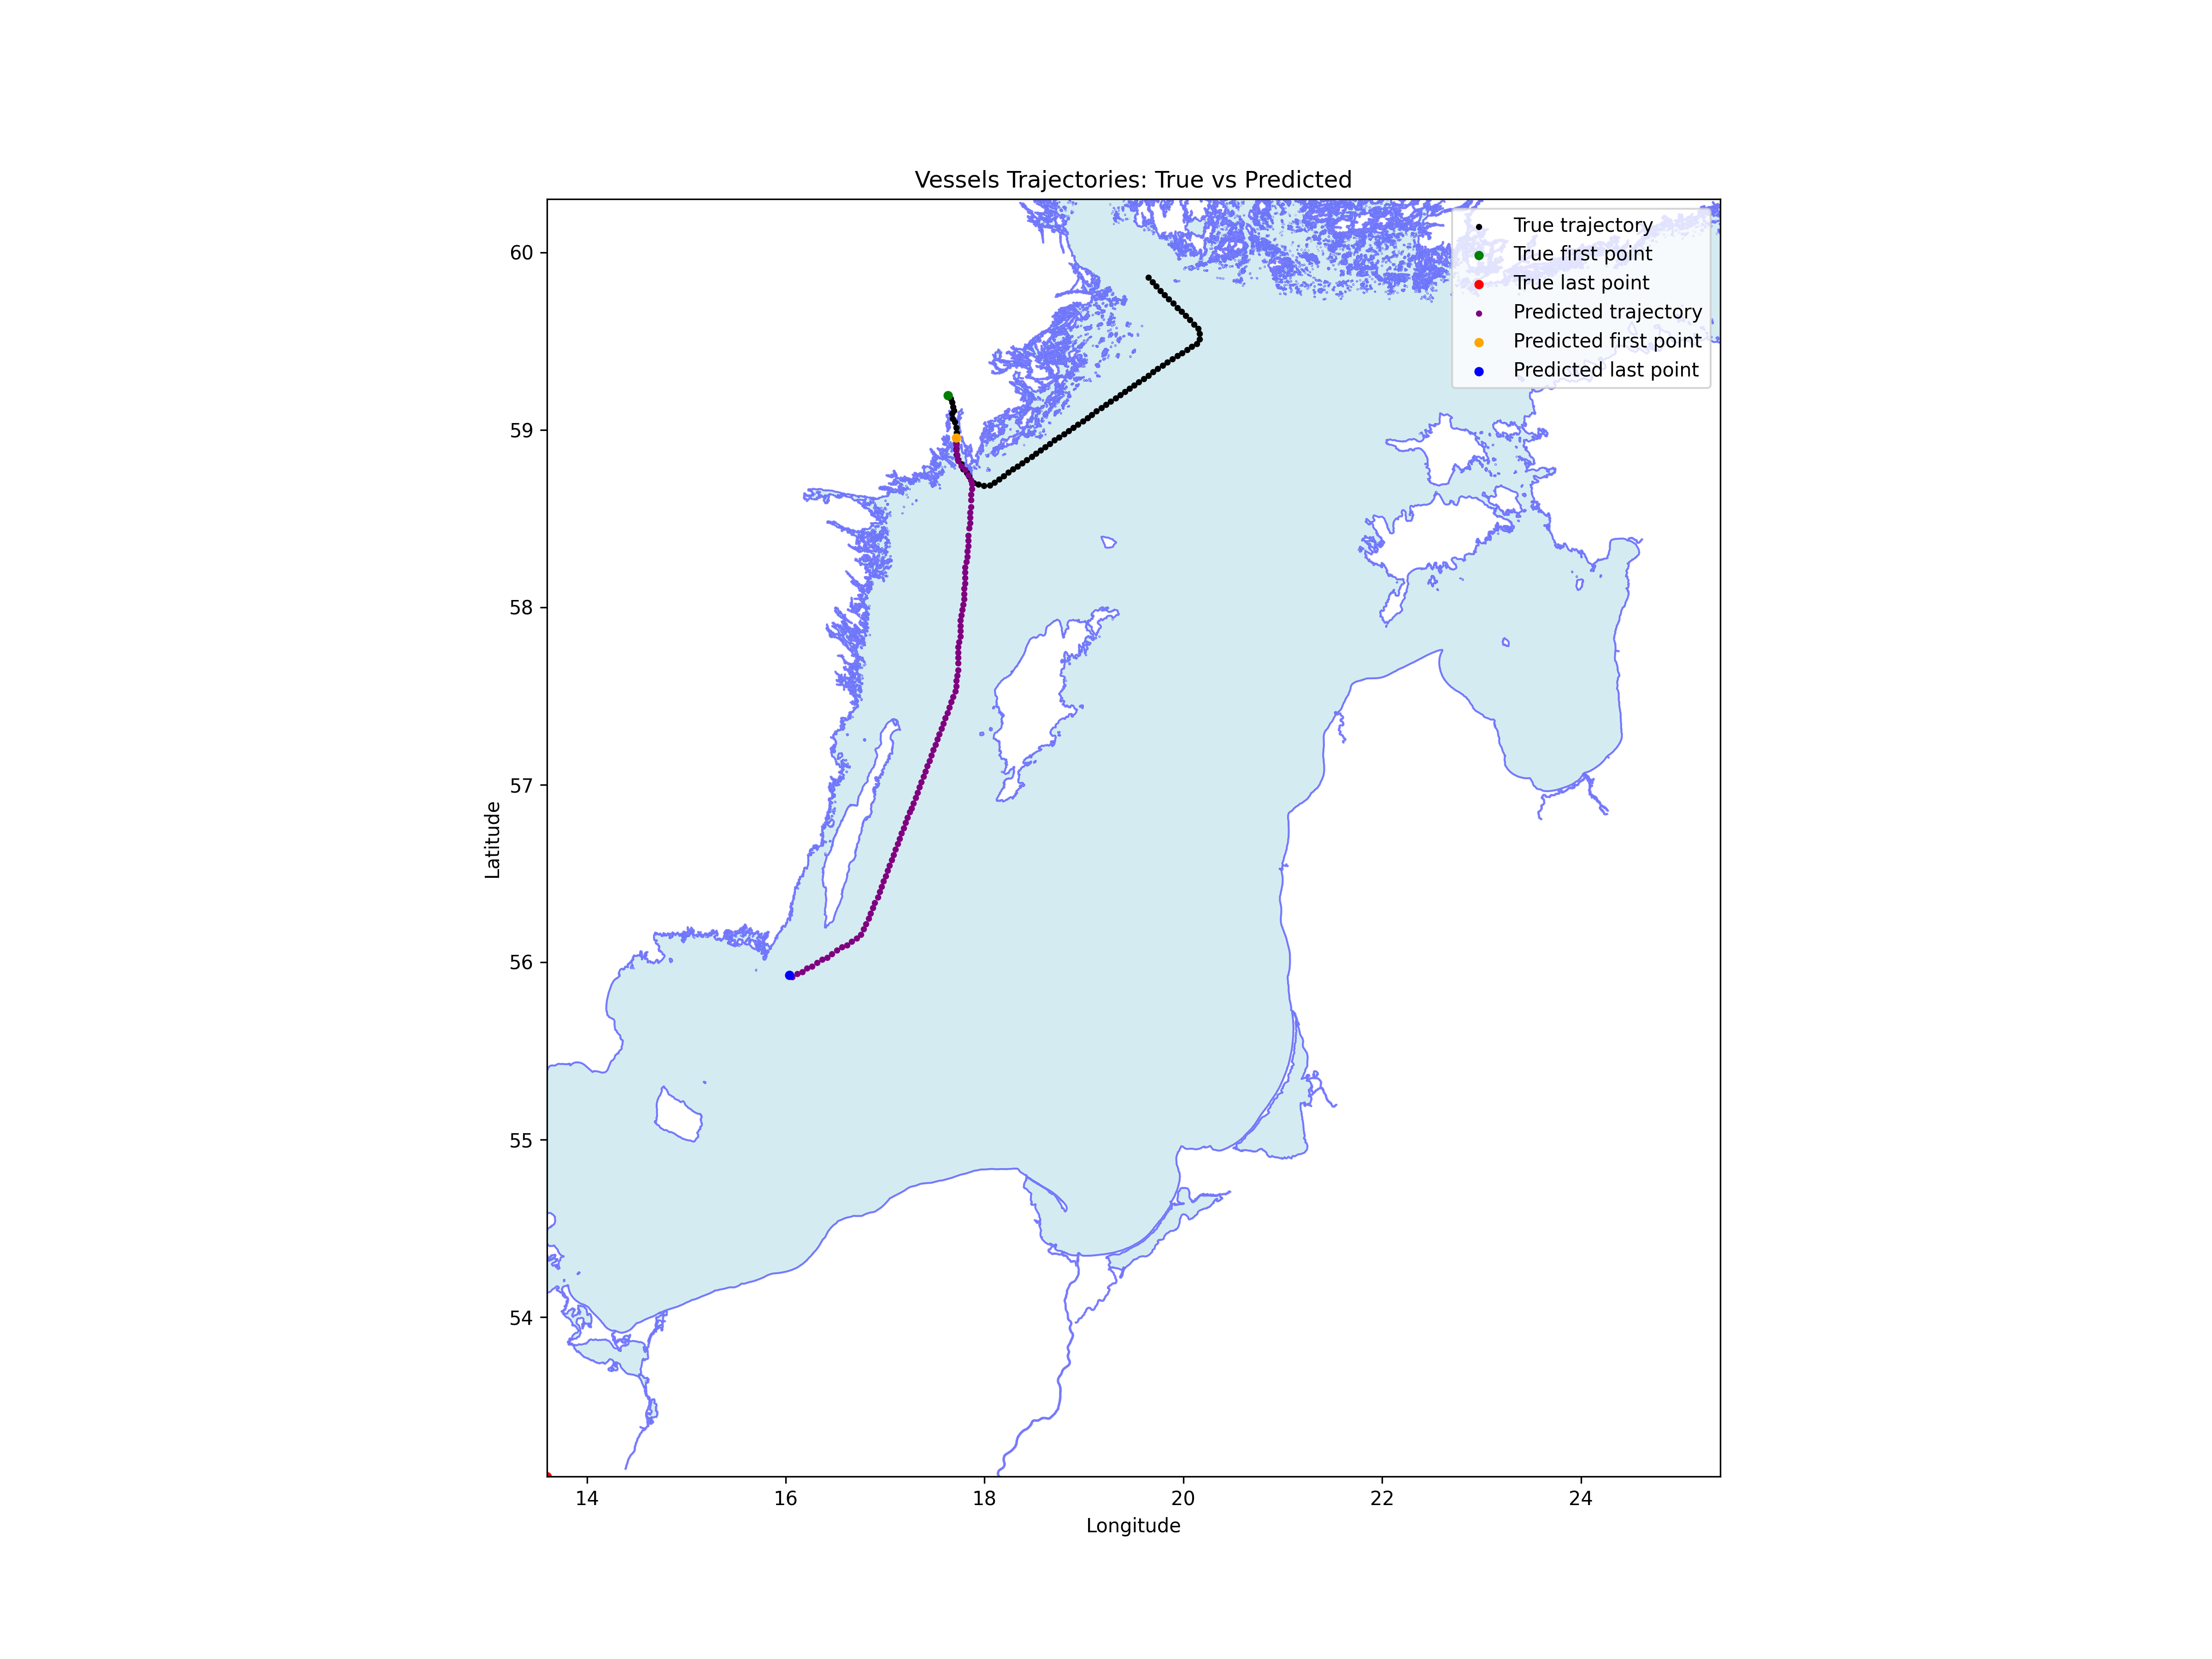 Vessels Trajectories: True vs Predicted
True trajectory
True first point
True last point
Predicted trajectory
Predicted first point
Predicted last point
60
59
58
57
56
55
54
Latitude
14
16
18
20
22
24
Longitude